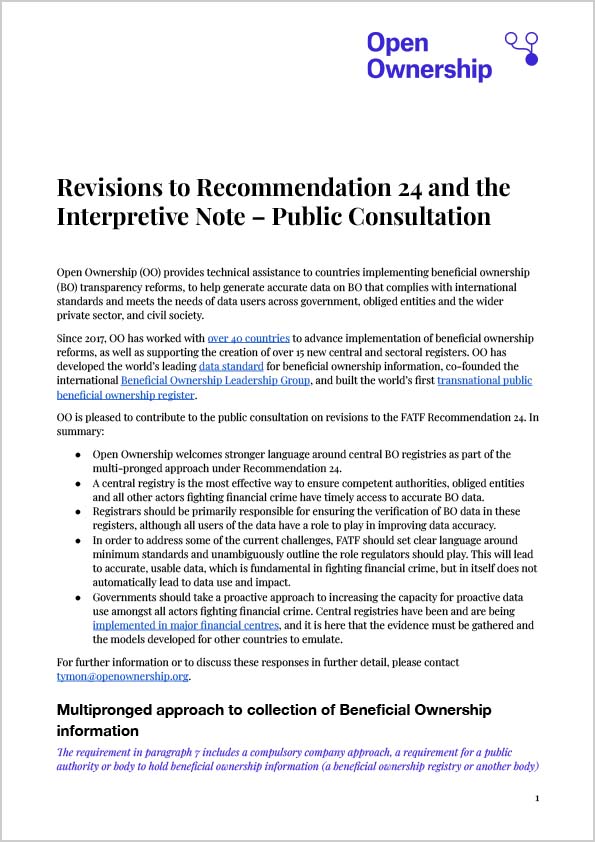 Open
Ownership
Revisions to Recommendation 24 and the
Interpretive Note – Public Consultation
Open Ownership (OO) provides technical assistance to countries implementing beneficial ownership
(BO) transparency reforms, to help generate accurate data on BO that complies with international
standards and meets the needs of data users across government, obliged entities and the wider
private sector, and civil society.
Since 2017, OO has worked with over 40 countries to advance implementation of beneficial ownership
reforms, as well as supporting the creation of over 15 new central and sectoral registers. OO has
developed the world's leading data standard for beneficial ownership information, co-founded the
international Beneficial Ownership Leadership Group, and built the world's first transnational public
beneficial ownership register.
OO is pleased to contribute to the public consultation on revisions to the FATF Recommendation 24. In
summary:
● Open Ownership welcomes stronger language around central BO registries as part of the
multi-pronged approach under Recommendation 24.
● A central registry is the most effective way to ensure competent authorities, obliged entities
and all other actors fighting financial crime have timely access to accurate BO data.
● Registrars should be primarily responsible for ensuring the verification of BO data in these
registers, although all users of the data have a role to play in improving data accuracy.
● In order to address some of the current challenges, FATF should set clear language around
minimum standards and unambiguously outline the role regulators should play. This will lead
to accurate, usable data, which is fundamental in fighting financial crime, but in itself does not
automatically lead to data use and impact.
● Governments should take a proactive approach to increasing the capacity for proactive data
use amongst all actors fighting financial crime. Central registries have been and are being
implemented in major financial centres, and it is here that the evidence must be gathered and
the models developed for other countries to emulate.
For further information or to discuss these responses in further detail, please contact
tymon@openownership.org.
Multipronged approach to collection of Beneficial Ownership
information
The requirement in paragraph 7 includes a compulsory company approach, a requirement for a public
authority or body to hold beneficial ownership information (a beneficial ownership registry or another body)
1